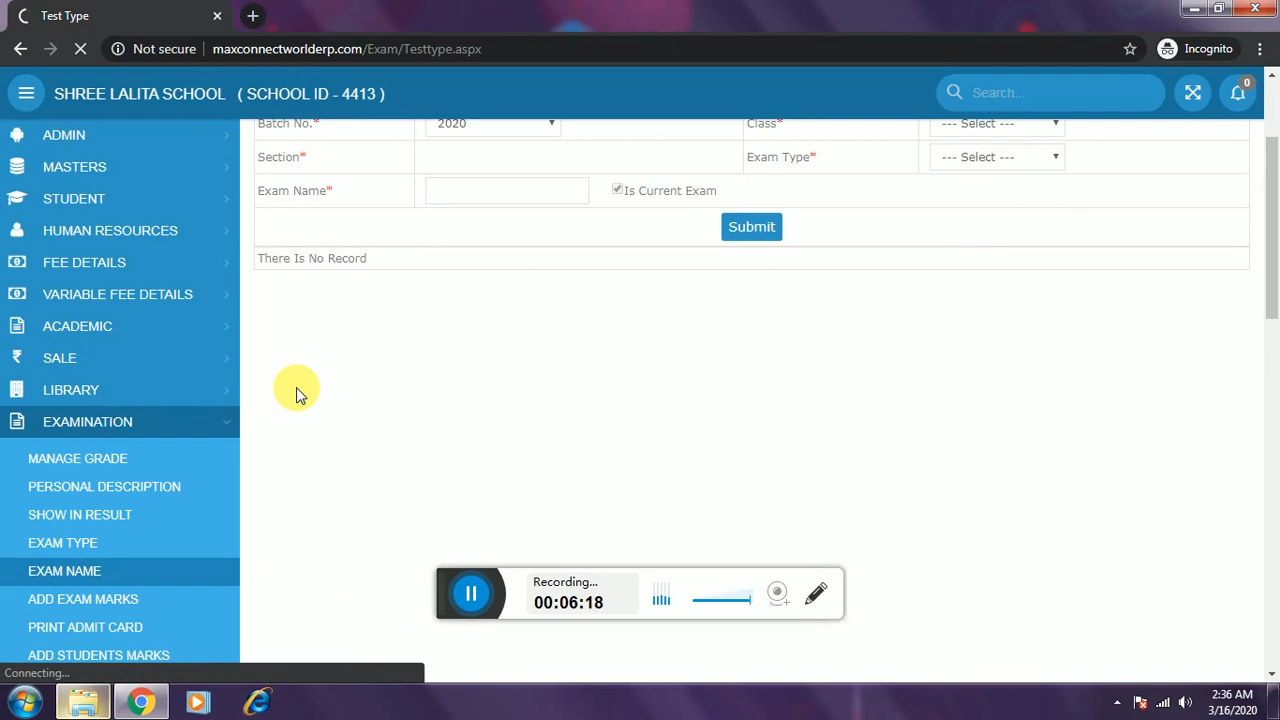 Test Type
Not secure maxconnectworlderp.com/Exam/Testtype.aspx Incognito
SHREE LALITA SCHOOL ( SCHOOL ID - 4413 ) Search... 0
ADMIN
MASTERS
STUDENT
HUMAN RESOURCES
FEE DETAILS
VARIABLE FEE DETAILS
ACADEMIC
SALE
LIBRARY
EXAMINATION
MANAGE GRADE
PERSONAL DESCRIPTION
SHOW IN RESULT
EXAM TYPE
EXAM NAME
ADD EXAM MARKS
PRINT ADMIT CARD
ADD STUDENTS MARKS
Batch No.* 2020 Class* --- Select ---
Section* Exam Type* --- Select ---
Exam Name* Is Current Exam
Submit
There Is No Record
Recording...
00:06:18
Connecting...
2:36 AM
3/16/2020